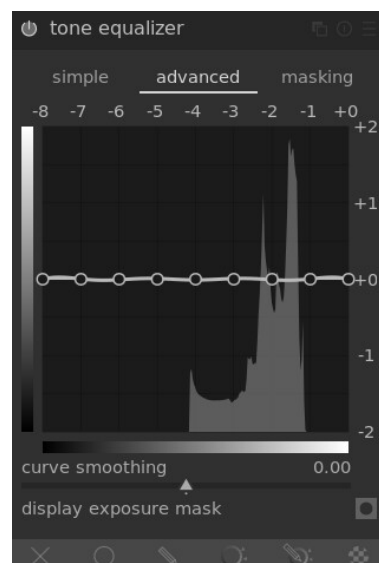 tone equalizer
simple advanced masking
-8 -7 -6 -5 -4 -3 -2 -1 +0
+2
+1
+0
-1
-2
curve smoothing 0.00
display exposure mask